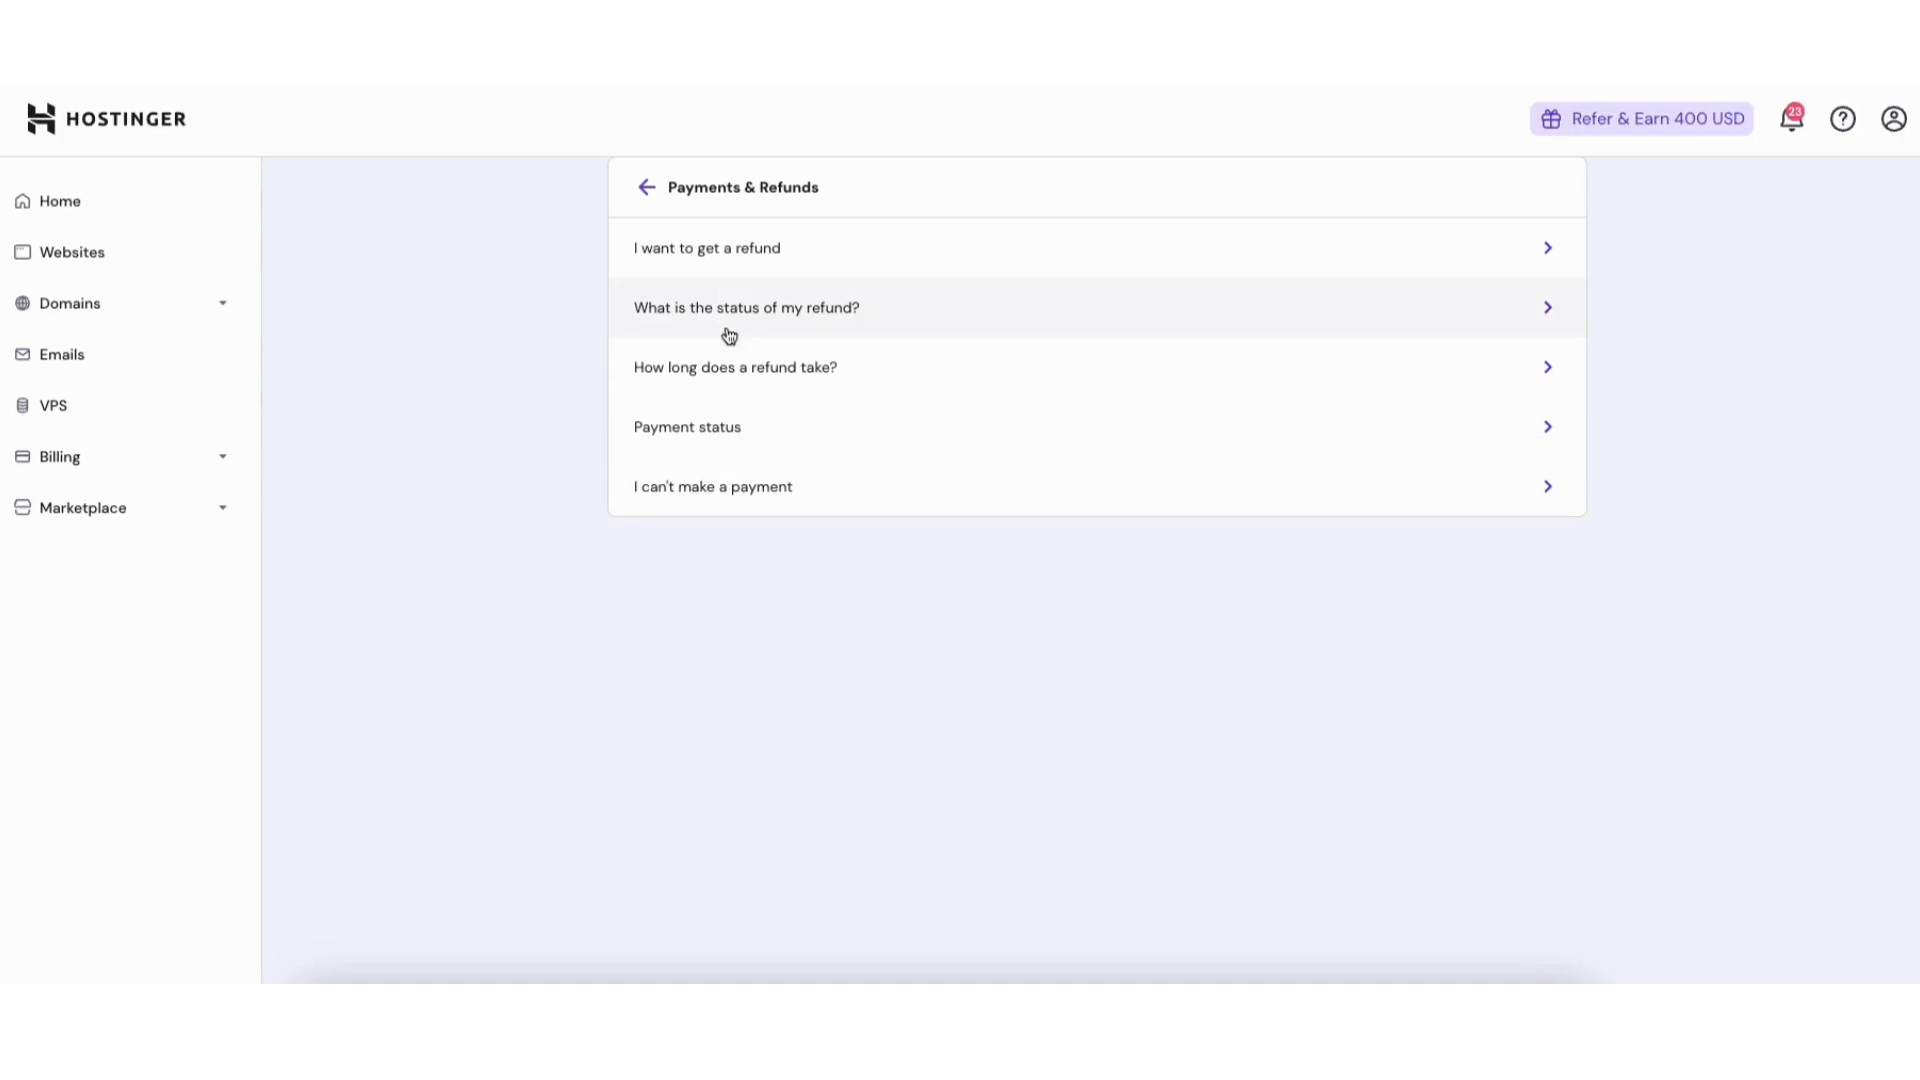 HOSTINGER
Refer & Earn 400 USD
23
Home
Websites
Domains
Emails
VPS
Billing
Marketplace
Payments & Refunds
I want to get a refund
What is the status of my refund?
How long does a refund take?
Payment status
I can't make a payment